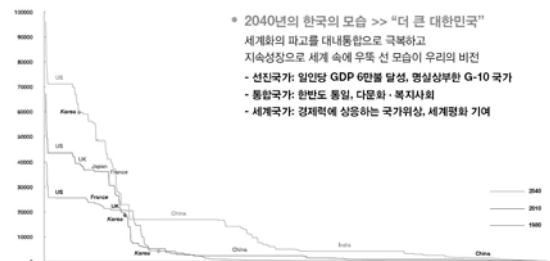 • 2040년의 한국의 모습 >> "더 큰 대한민국"
세계화의 파고를 대내통합으로 극복하고
지속성장으로 세계 속에 우뚝 선 모습이 우리의 비전
- 선진국가: 일인당 GDP 6만불 달성, 명실상부한 G-10 국가
- 통합국가: 한반도 통일, 다문화 · 복지사회
- 세계국가: 경제력에 상응하는 국가위상, 세계평화 기여
100000
90000
80000
70000
60000
50000
40000
30000
20000
10000
0
US
Korea
US
UK
Japan
France
US
France
UK
Korea
China
Korea
China
India
China
2040
2010
1980